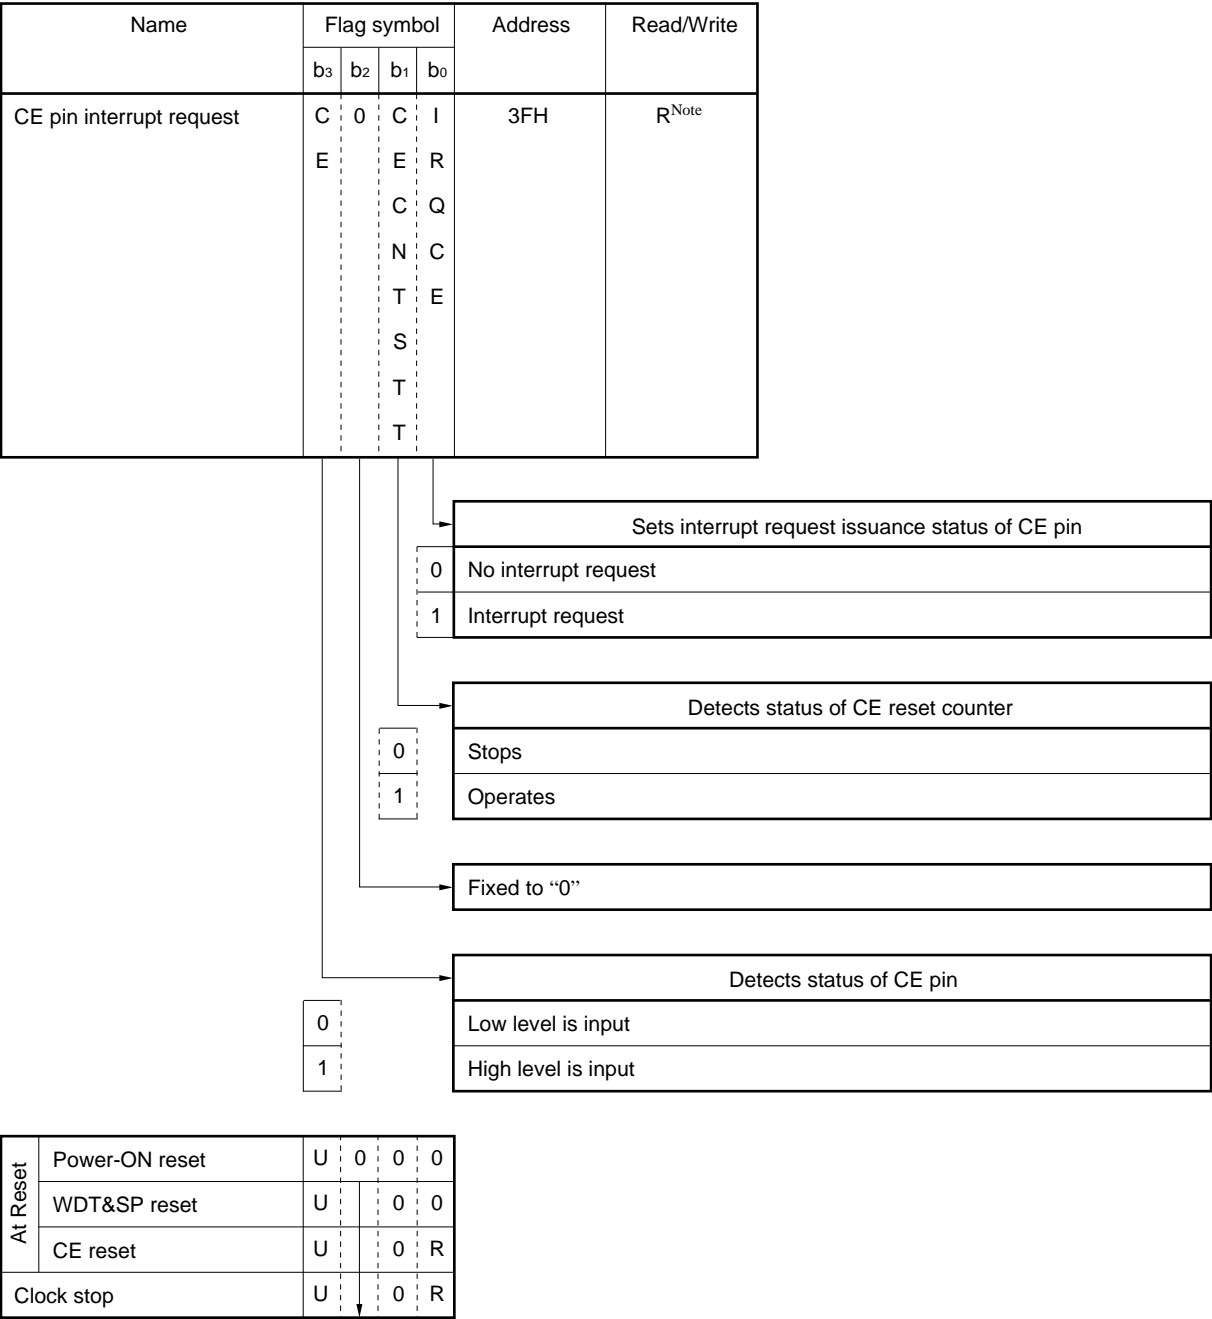 Name Flag symbol Address Read/Write
b3 b2 b1 b0
CE pin interrupt request C 0 C I 3FH RNote
E E R
C Q
N C
T E
S
T
T
Sets interrupt request issuance status of CE pin
0 No interrupt request
1 Interrupt request
Detects status of CE reset counter
0 Stops
1 Operates
Fixed to “0”
Detects status of CE pin
0 Low level is input
1 High level is input
At Reset
Power-ON reset U 0 0 0
WDT&SP reset U 0 0
CE reset U 0 R
Clock stop U 0 R